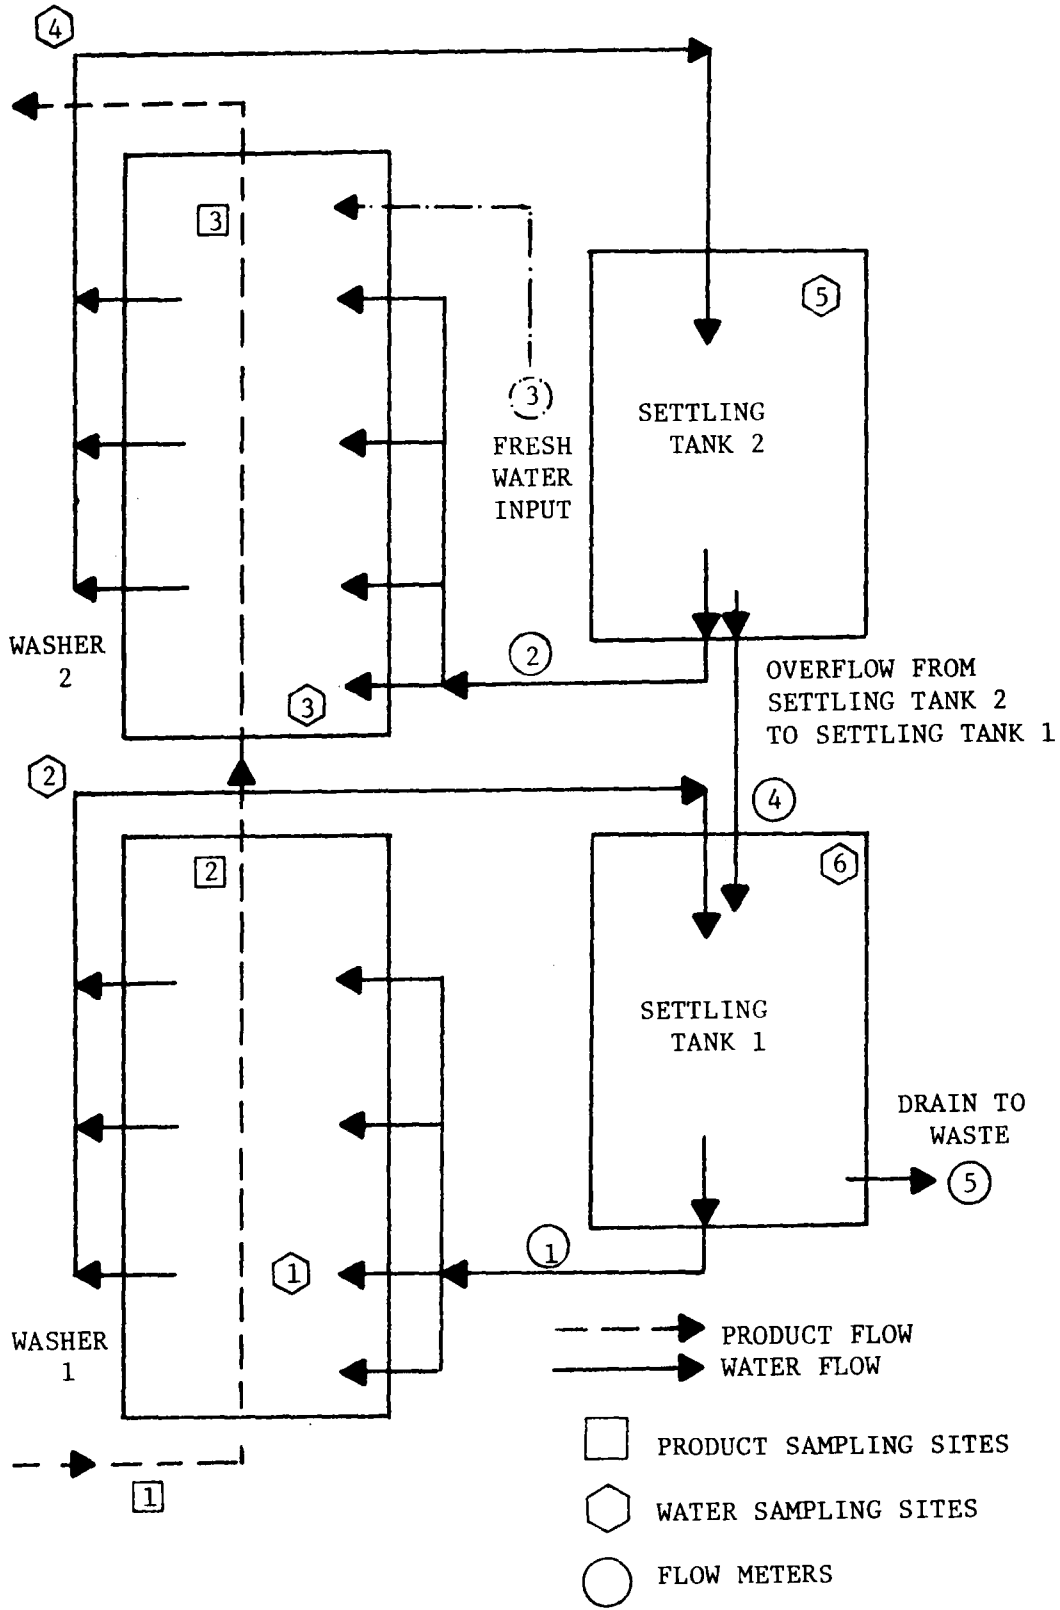 4
3
5
SETTLING
TANK 2
3
FRESH
WATER
INPUT
WASHER
2
2
3
OVERFLOW FROM
SETTLING TANK 2
TO SETTLING TANK 1
2
4
2
6
SETTLING
TANK 1
DRAIN TO
WASTE
5
1
1
WASHER
1
PRODUCT FLOW
WATER FLOW
PRODUCT SAMPLING SITES
1
WATER SAMPLING SITES
FLOW METERS